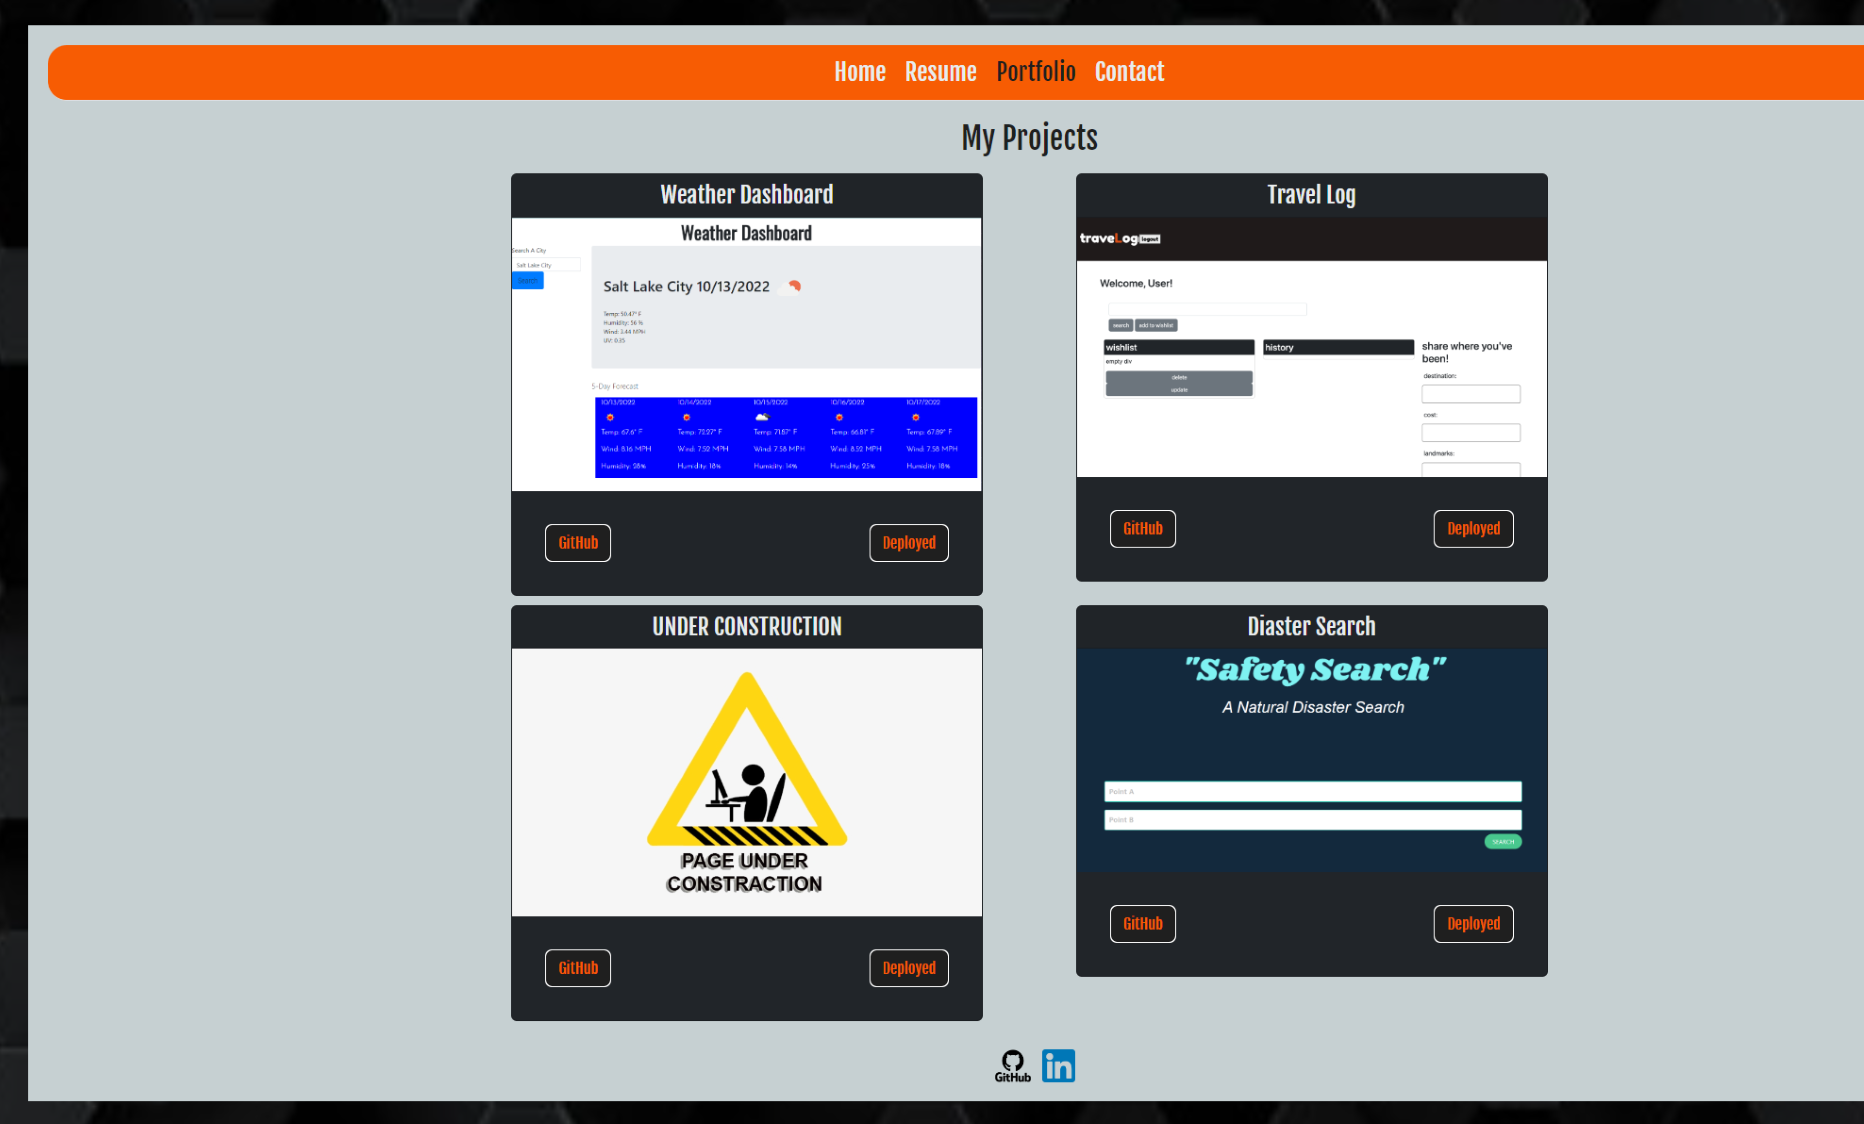 Home Resume Portfolio Contact
My Projects
Weather Dashboard
Weather Dashboard
Search A City
Salt Lake City
Search
Salt Lake City 10/13/2022
Temp: 50.47° F
Humidity: 56 %
Wind: 3.44 MPH
UV: 0.35
5-Day Forecast
10/13/2022 10/14/2022 10/15/2022 10/16/2022 10/17/2022
Temp: 67.6° F Temp: 72.27° F Temp: 71.87° F Temp: 66.81° F Temp: 67.89° F
Wind: 8.16 MPH Wind: 7.52 MPH Wind: 7.58 MPH Wind: 8.52 MPH Wind: 7.58 MPH
Humidity: 28% Humidity: 18% Humidity: 14% Humidity: 25% Humidity: 18%
GitHub Deployed
Travel Log
traveLog logout
Welcome, User!
search add to wishlist
wishlist
empty div
delete
update
history
share where you've
been!
destination:
cost:
landmarks:
GitHub Deployed
UNDER CONSTRUCTION
PAGE UNDER
CONSTRACTION
GitHub Deployed
Diaster Search
"Safety Search"
A Natural Disaster Search
Point A
Point B
SEARCH
GitHub Deployed
GitHub
in